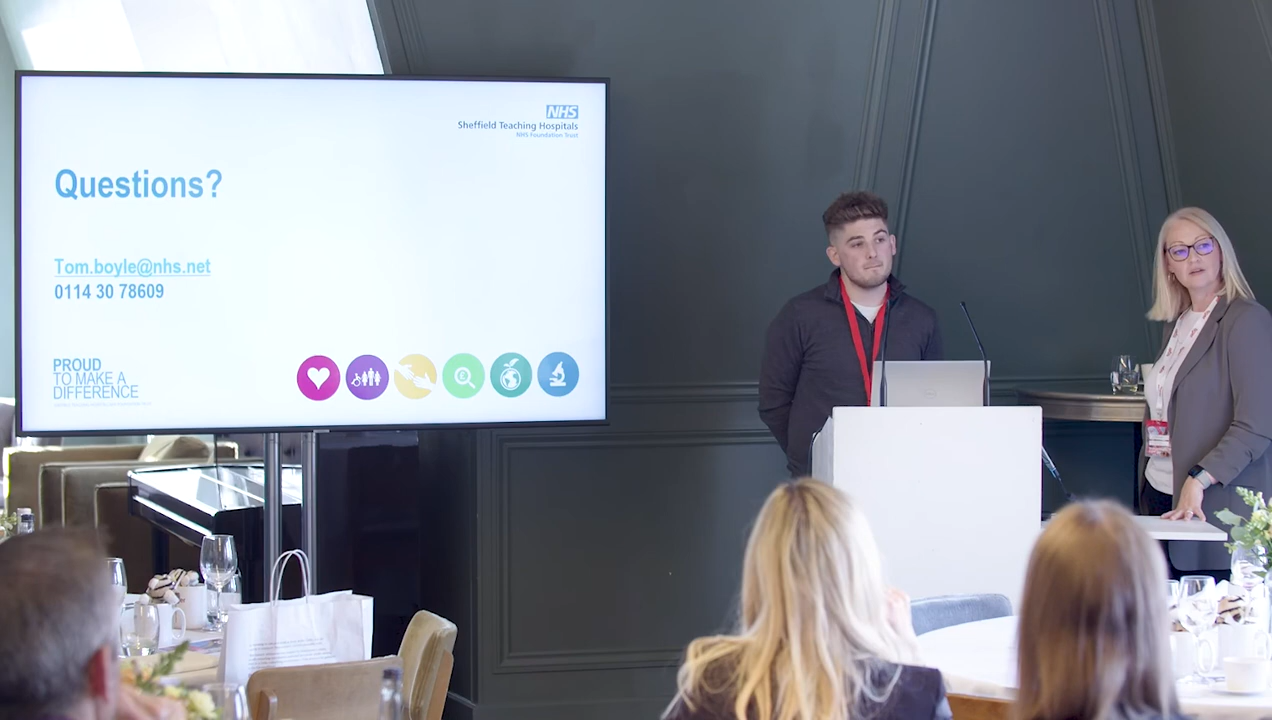 NHS
Sheffield Teaching Hospitals
NHS Foundation Trust
Questions?
Tom.boyle@nhs.net
0114 30 78609
PROUD
TO MAKE A
DIFFERENCE
£